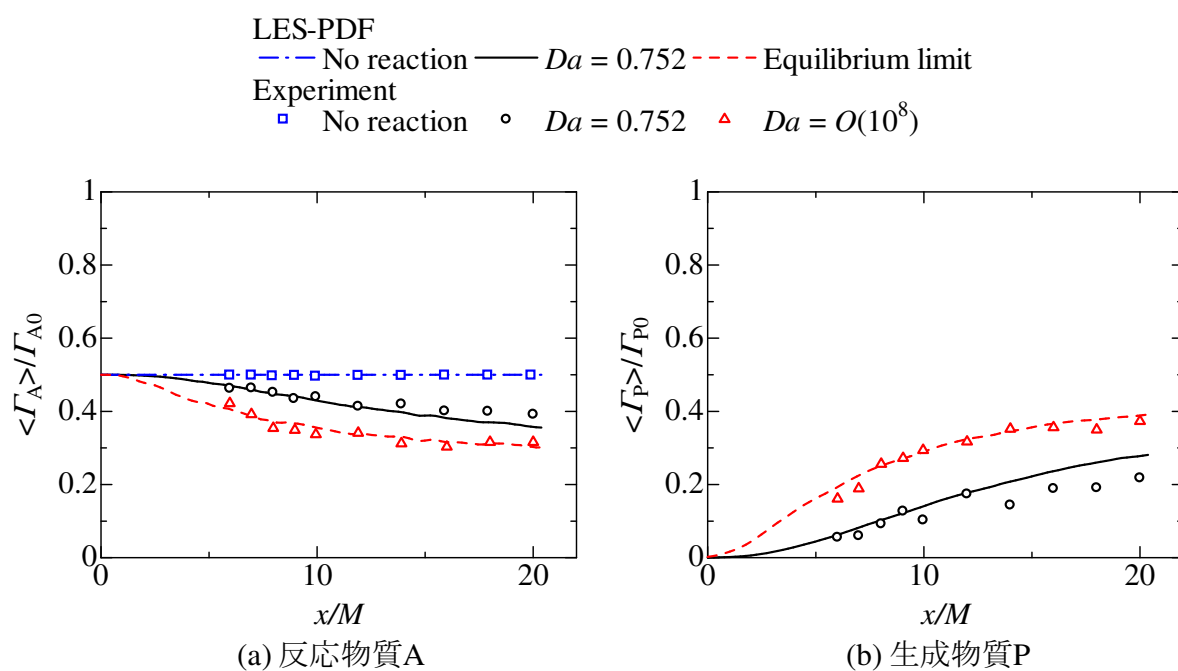 LES-PDF
No reaction Da = 0.752 Equilibrium limit
Experiment
No reaction Da = 0.752 Da = O(10⁸)
1
0.8
0.6
0.4
0.2
0
0 10 20
<Γ_A>/Γ_A0
x/M
(a) 反応物質A
1
0.8
0.6
0.4
0.2
0
0 10 20
<Γ_P>/Γ_P0
x/M
(b) 生成物質P